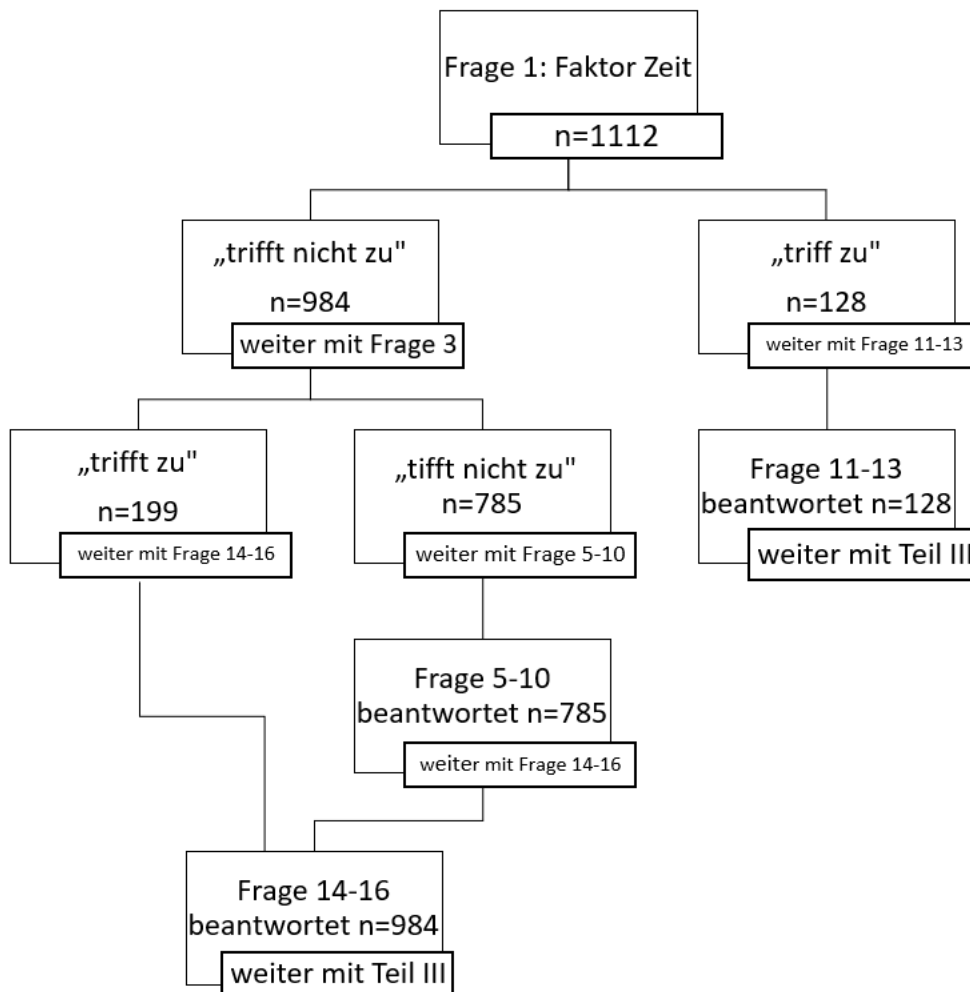 Frage 1: Faktor Zeit
n=1112
„trifft nicht zu"
n=984
weiter mit Frage 3
„triff zu"
n=128
weiter mit Frage 11-13
„trifft zu"
n=199
weiter mit Frage 14-16
„tifft nicht zu"
n=785
weiter mit Frage 5-10
Frage 11-13
beantwortet n=128
weiter mit Teil III
Frage 5-10
beantwortet n=785
weiter mit Frage 14-16
Frage 14-16
beantwortet n=984
weiter mit Teil III